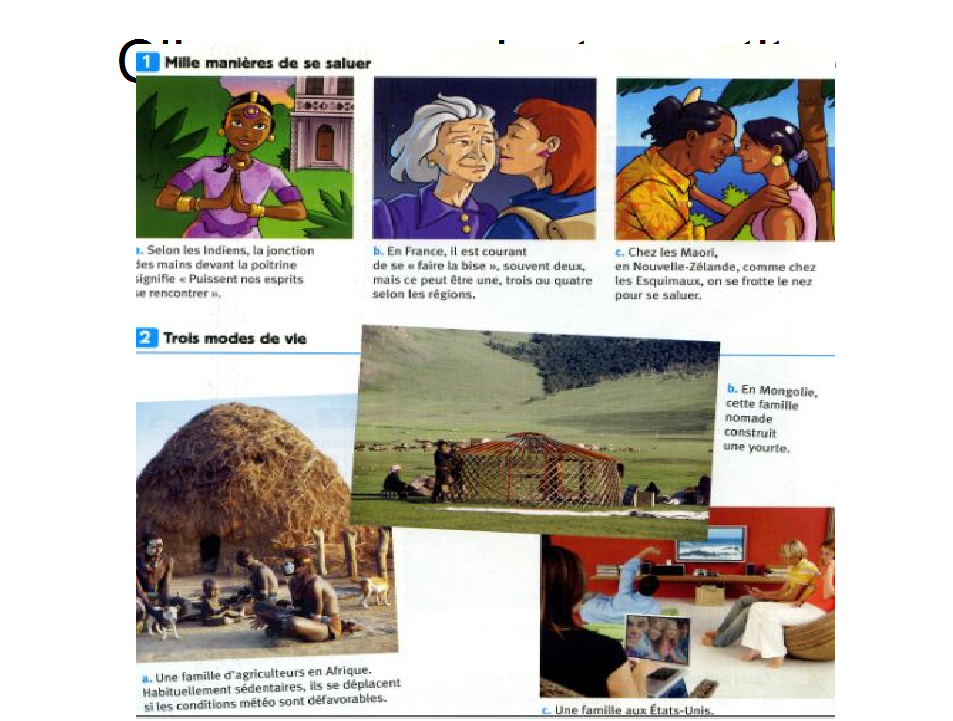 1 Mille manières de se saluer
a. Selon les Indiens, la jonction
des mains devant la poitrine
signifie « Puissent nos esprits
se rencontrer ».
b. En France, il est courant
de se « faire la bise », souvent deux,
mais ce peut être une, trois ou quatre
selon les régions.
c. Chez les Maori,
en Nouvelle-Zélande, comme chez
les Esquimaux, on se frotte le nez
pour se saluer.
2 Trois modes de vie
b. En Mongolie,
cette famille
nomade
construit
une yourte.
a. Une famille d'agriculteurs en Afrique.
Habituellement sédentaires, ils se déplacent
si les conditions météo sont défavorables.
c. Une famille aux États-Unis.